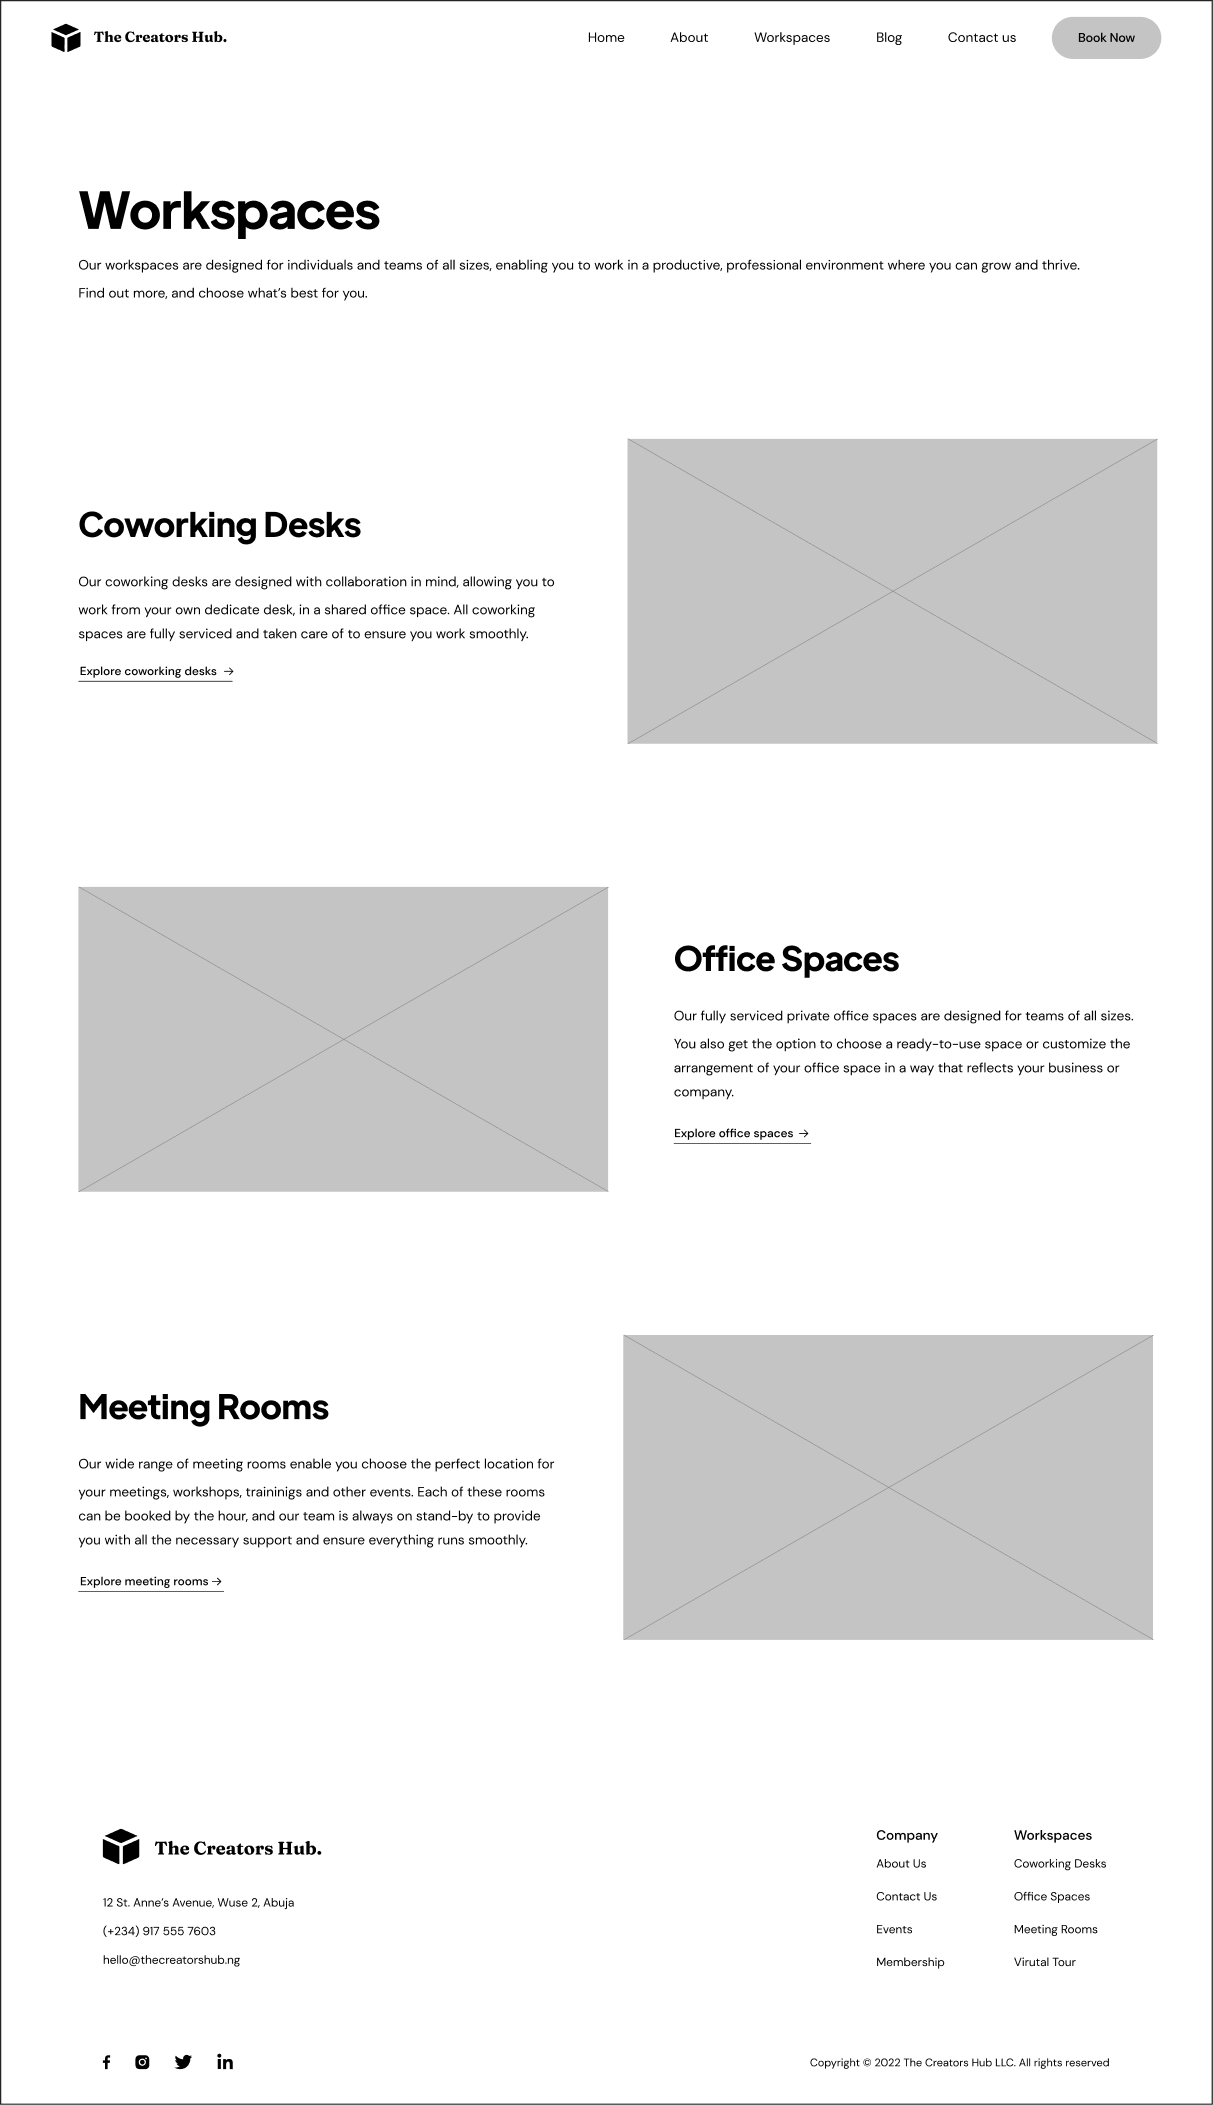 The Creators Hub.
Home
About
Workspaces
Blog
Contact us
Book Now
Workspaces
Our workspaces are designed for individuals and teams of all sizes, enabling you to work in a productive, professional environment where you can grow and thrive.
Find out more, and choose what's best for you.
Coworking Desks
Our coworking desks are designed with collaboration in mind, allowing you to
work from your own dedicate desk, in a shared office space. All coworking
spaces are fully serviced and taken care of to ensure you work smoothly.
Explore coworking desks →
Office Spaces
Our fully serviced private office spaces are designed for teams of all sizes.
You also get the option to choose a ready-to-use space or customize the
arrangement of your office space in a way that reflects your business or
company.
Explore office spaces →
Meeting Rooms
Our wide range of meeting rooms enable you choose the perfect location for
your meetings, workshops, traininigs and other events. Each of these rooms
can be booked by the hour, and our team is always on stand-by to provide
you with all the necessary support and ensure everything runs smoothly.
Explore meeting rooms →
The Creators Hub.
12 St. Anne's Avenue, Wuse 2, Abuja
(+234) 917 555 7603
hello@thecreatorshub.ng
Company
About Us
Contact Us
Events
Membership
Workspaces
Coworking Desks
Office Spaces
Meeting Rooms
Virutal Tour
Copyright © 2022 The Creators Hub LLC. All rights reserved